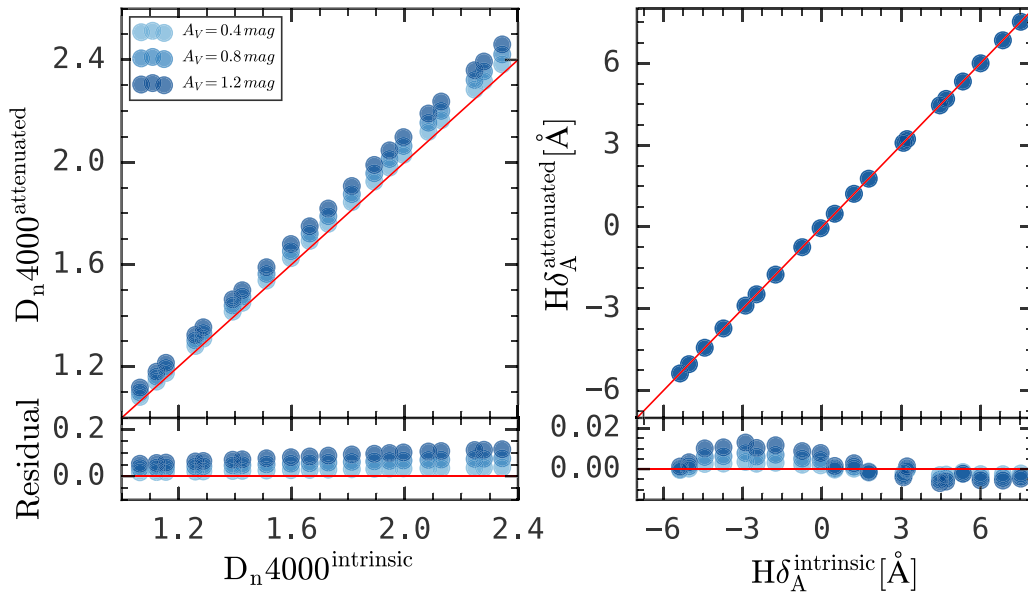 A_V = 0.4 mag
A_V = 0.8 mag
A_V = 1.2 mag
D_n4000^attenuated
2.4
2.0
1.6
1.2
Residual
0.2
0.0
1.2 1.6 2.0 2.4
D_n4000^intrinsic
Hδ_A^attenuated[Å]
6
3
0
−3
−6
0.02
0.00
−6 −3 0 3 6
Hδ_A^intrinsic[Å]